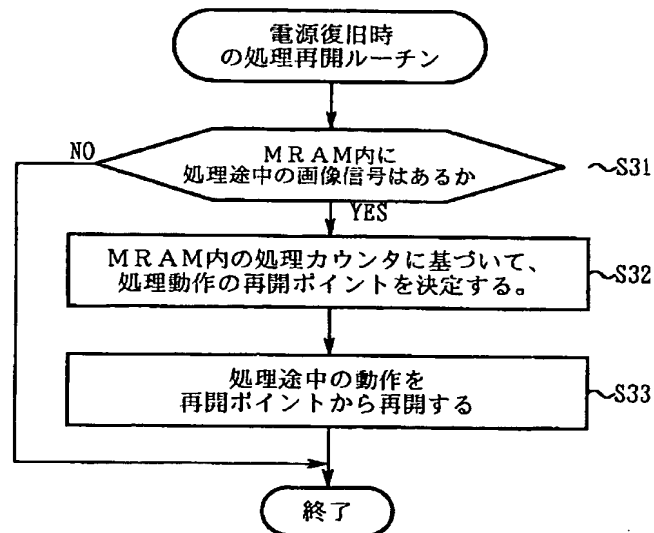 電源復旧時
の処理再開ルーチン
NO
MRAM内に
処理途中の画像信号はあるか
～S31
YES
MRAM内の処理カウンタに基づいて、
処理動作の再開ポイントを決定する。
～S32
処理途中の動作を
再開ポイントから再開する
～S33
終了